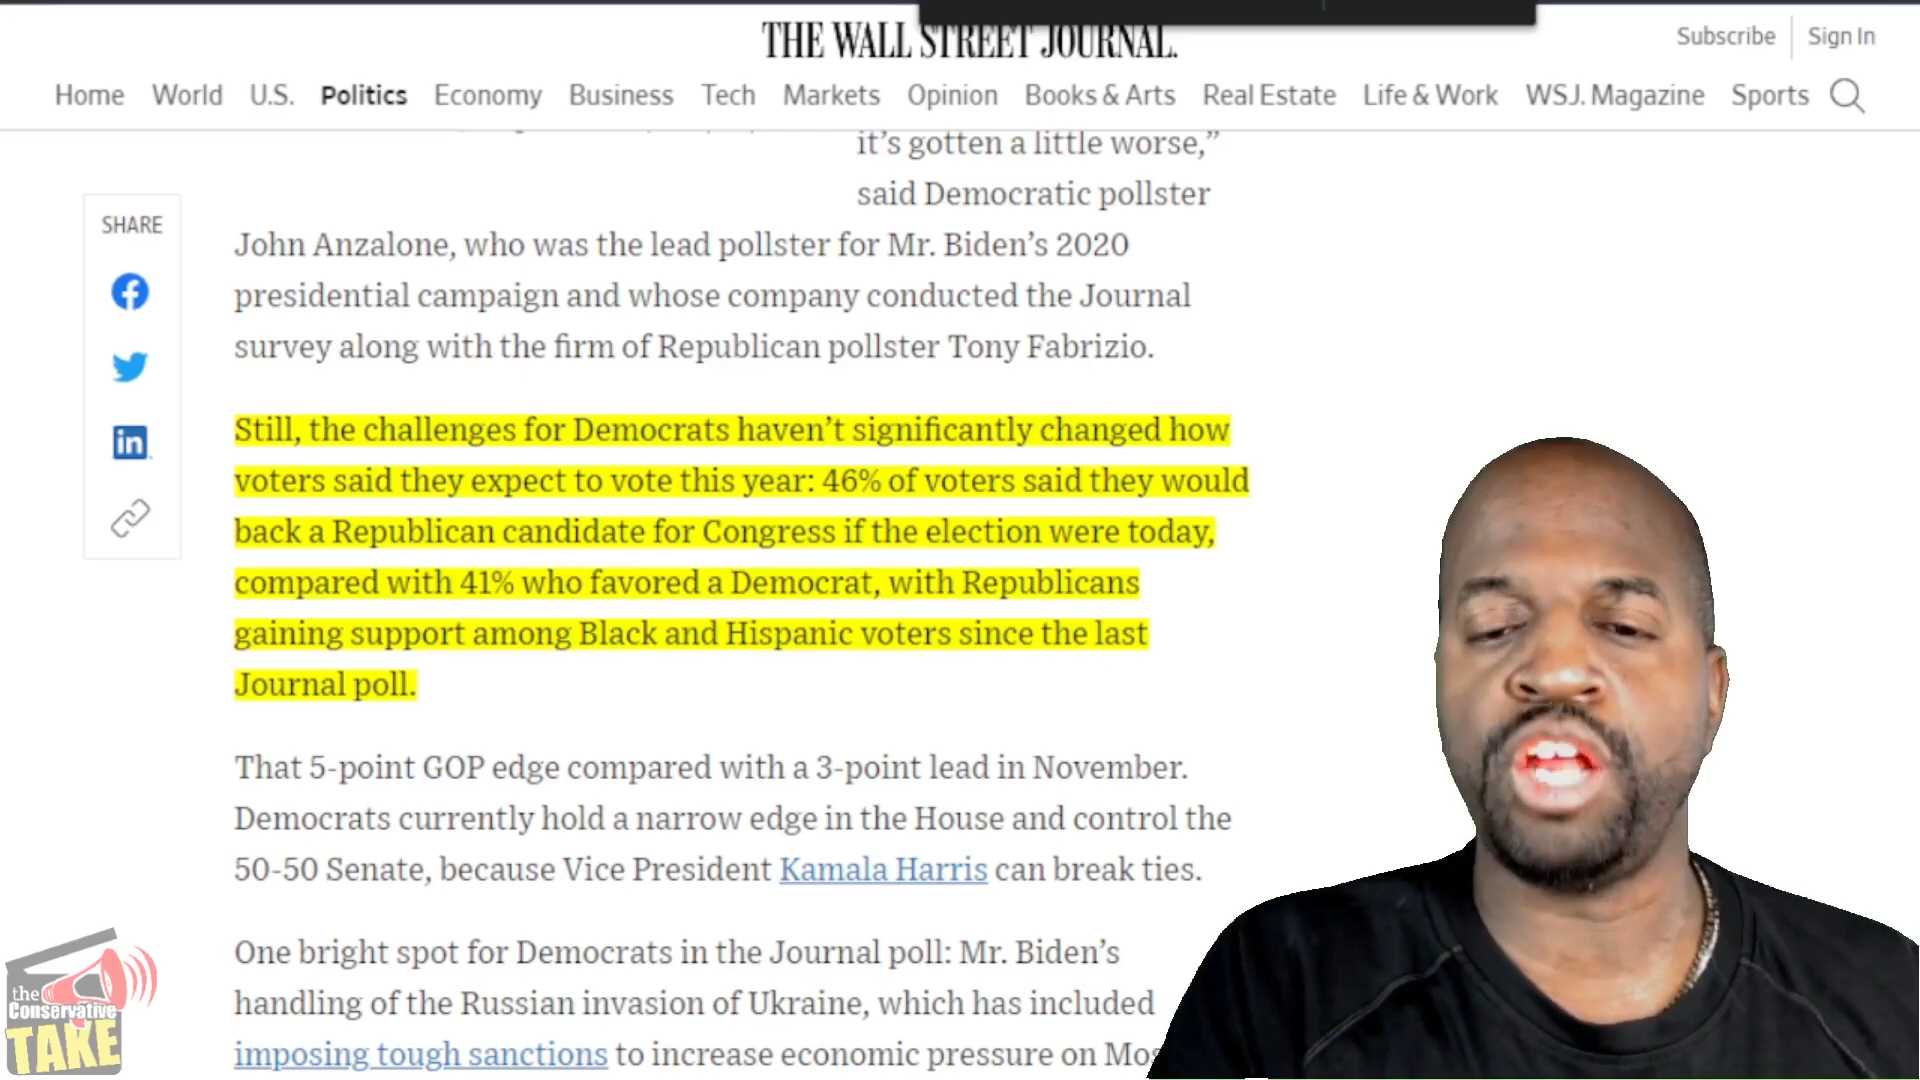 THE WALL STREET JOURNAL.
Subscribe
Sign In
Home World U.S. Politics Economy Business Tech Markets Opinion Books & Arts Real Estate Life & Work WSJ. Magazine Sports
it’s gotten a little worse,”
said Democratic pollster
SHARE
John Anzalone, who was the lead pollster for Mr. Biden’s 2020
presidential campaign and whose company conducted the Journal
survey along with the firm of Republican pollster Tony Fabrizio.
in
Still, the challenges for Democrats haven’t significantly changed how
voters said they expect to vote this year: 46% of voters said they would
back a Republican candidate for Congress if the election were today,
compared with 41% who favored a Democrat, with Republicans
gaining support among Black and Hispanic voters since the last
Journal poll.
That 5-point GOP edge compared with a 3-point lead in November.
Democrats currently hold a narrow edge in the House and control the
50-50 Senate, because Vice President Kamala Harris can break ties.
One bright spot for Democrats in the Journal poll: Mr. Biden’s
handling of the Russian invasion of Ukraine, which has included
imposing tough sanctions to increase economic pressure on
the
Conservative
TAKE